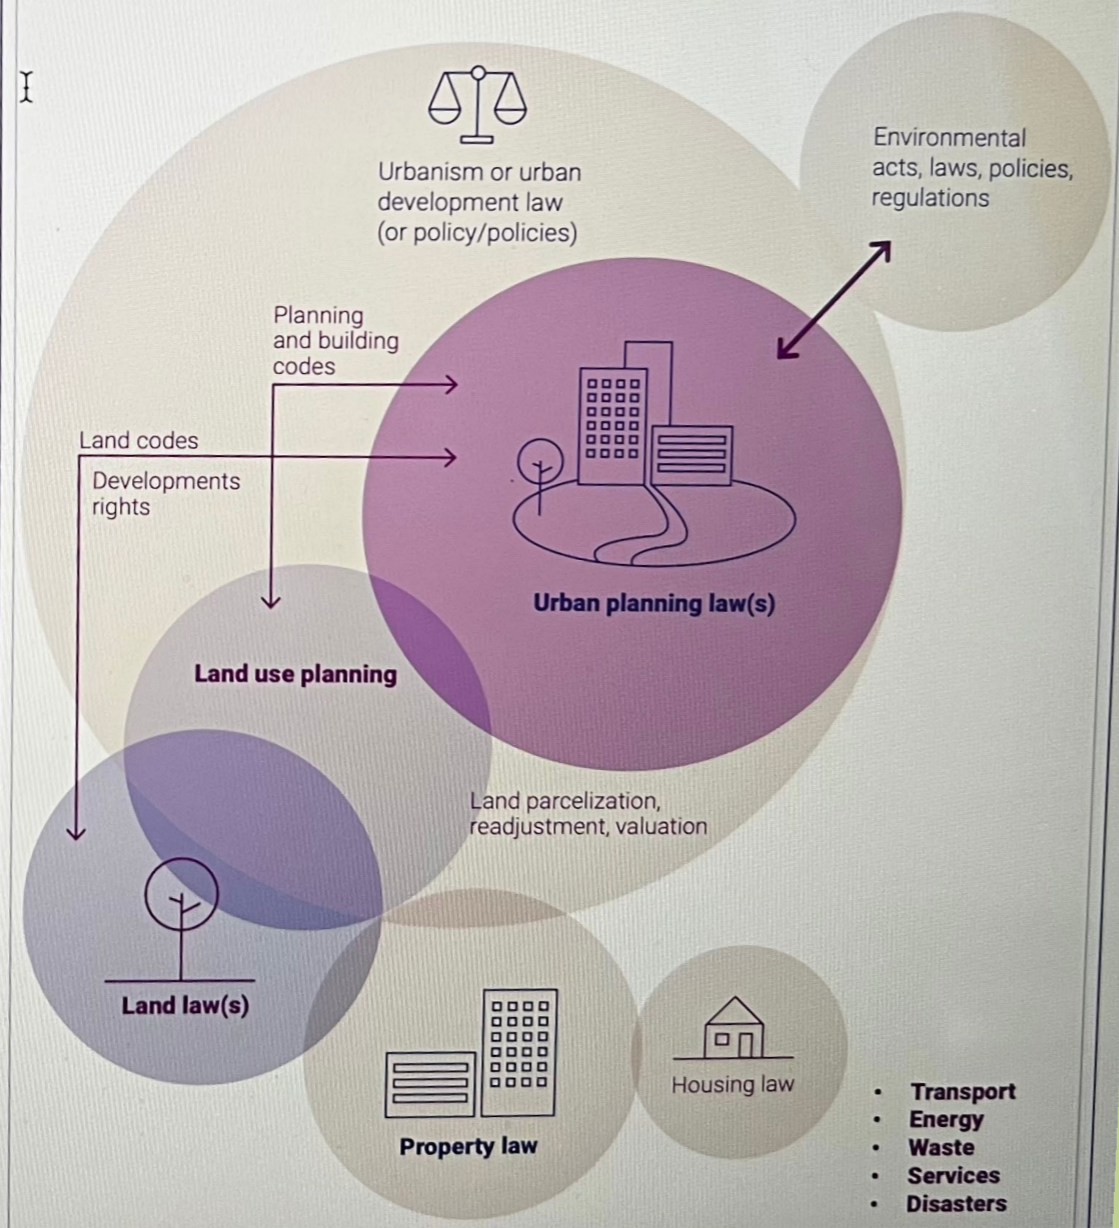 Urbanism or urban
development law
(or policy/policies)
Environmental
acts, laws, policies,
regulations
Planning
and building
codes
Land codes
Developments
rights
Urban planning law(s)
Land use planning
Land parcelization,
readjustment, valuation
Land law(s)
Property law
Housing law
• Transport
• Energy
• Waste
• Services
• Disasters